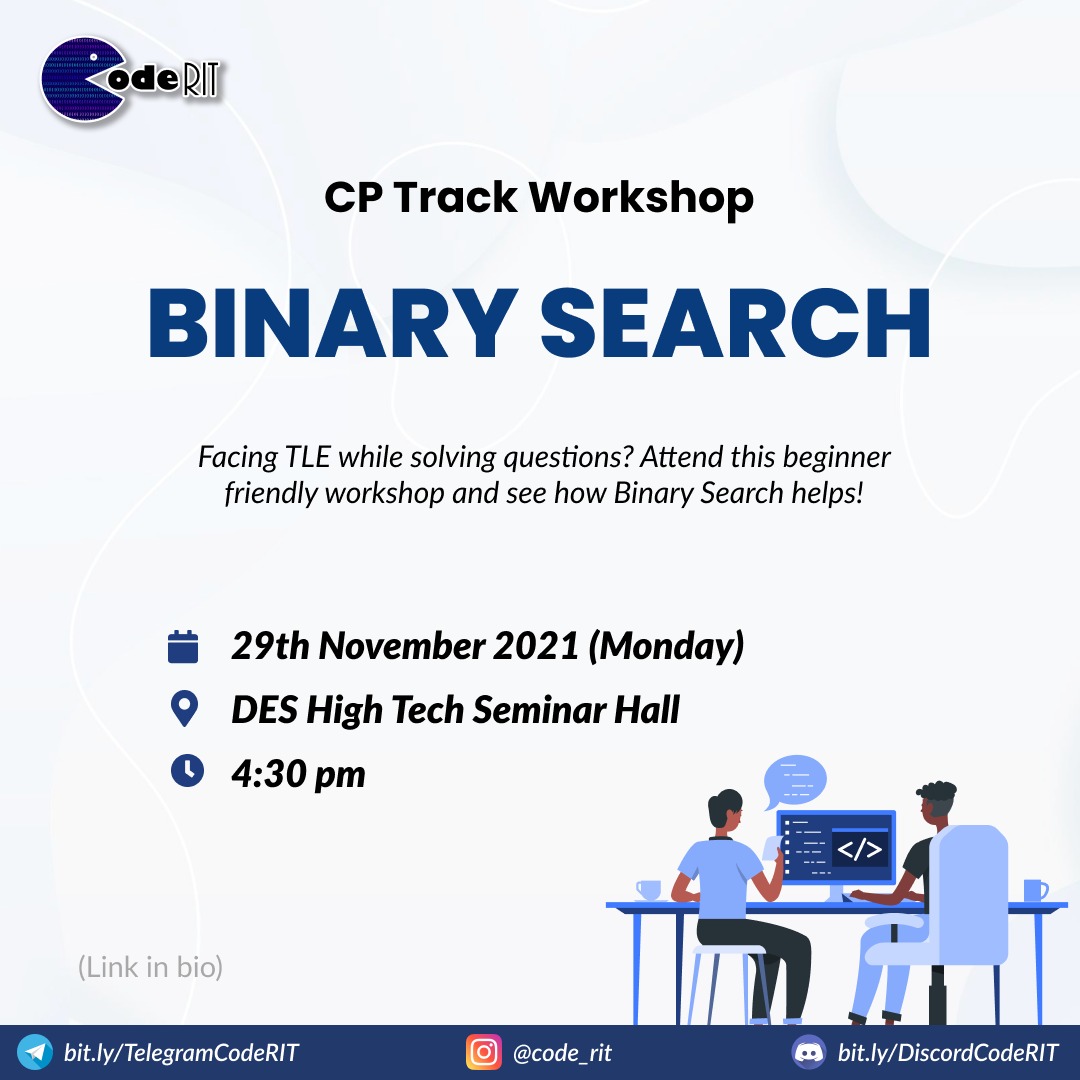 CodeRIT
CP Track Workshop
BINARY SEARCH
Facing TLE while solving questions? Attend this beginner
friendly workshop and see how Binary Search helps!
29th November 2021 (Monday)
DES High Tech Seminar Hall
4:30 pm
</>
(Link in bio)
bit.ly/TelegramCodeRIT
@code_rit
bit.ly/DiscordCodeRIT